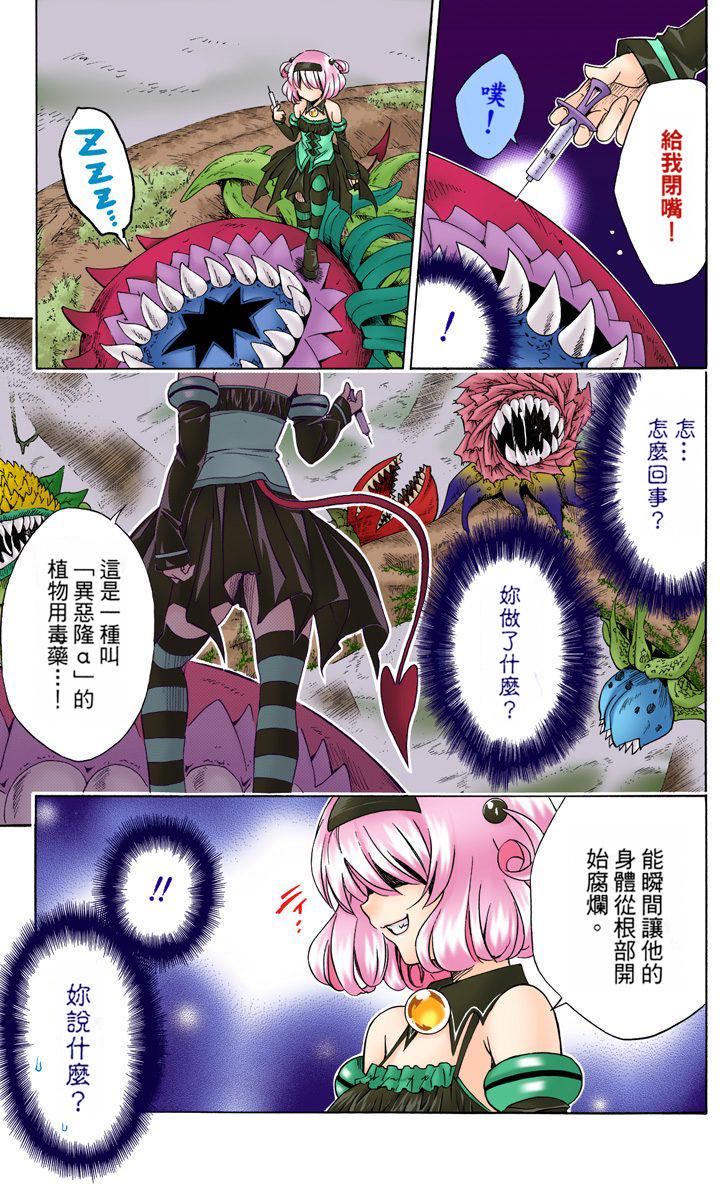 給我閉嘴！
噗！
！
ZZZ…
怎…
怎麼回事？
妳做了什麼？
這是一種叫
「異惡隆α」的
植物用毒藥…！
能瞬間讓他的
身體從根部開
始腐爛。
!!
妳說什麼？